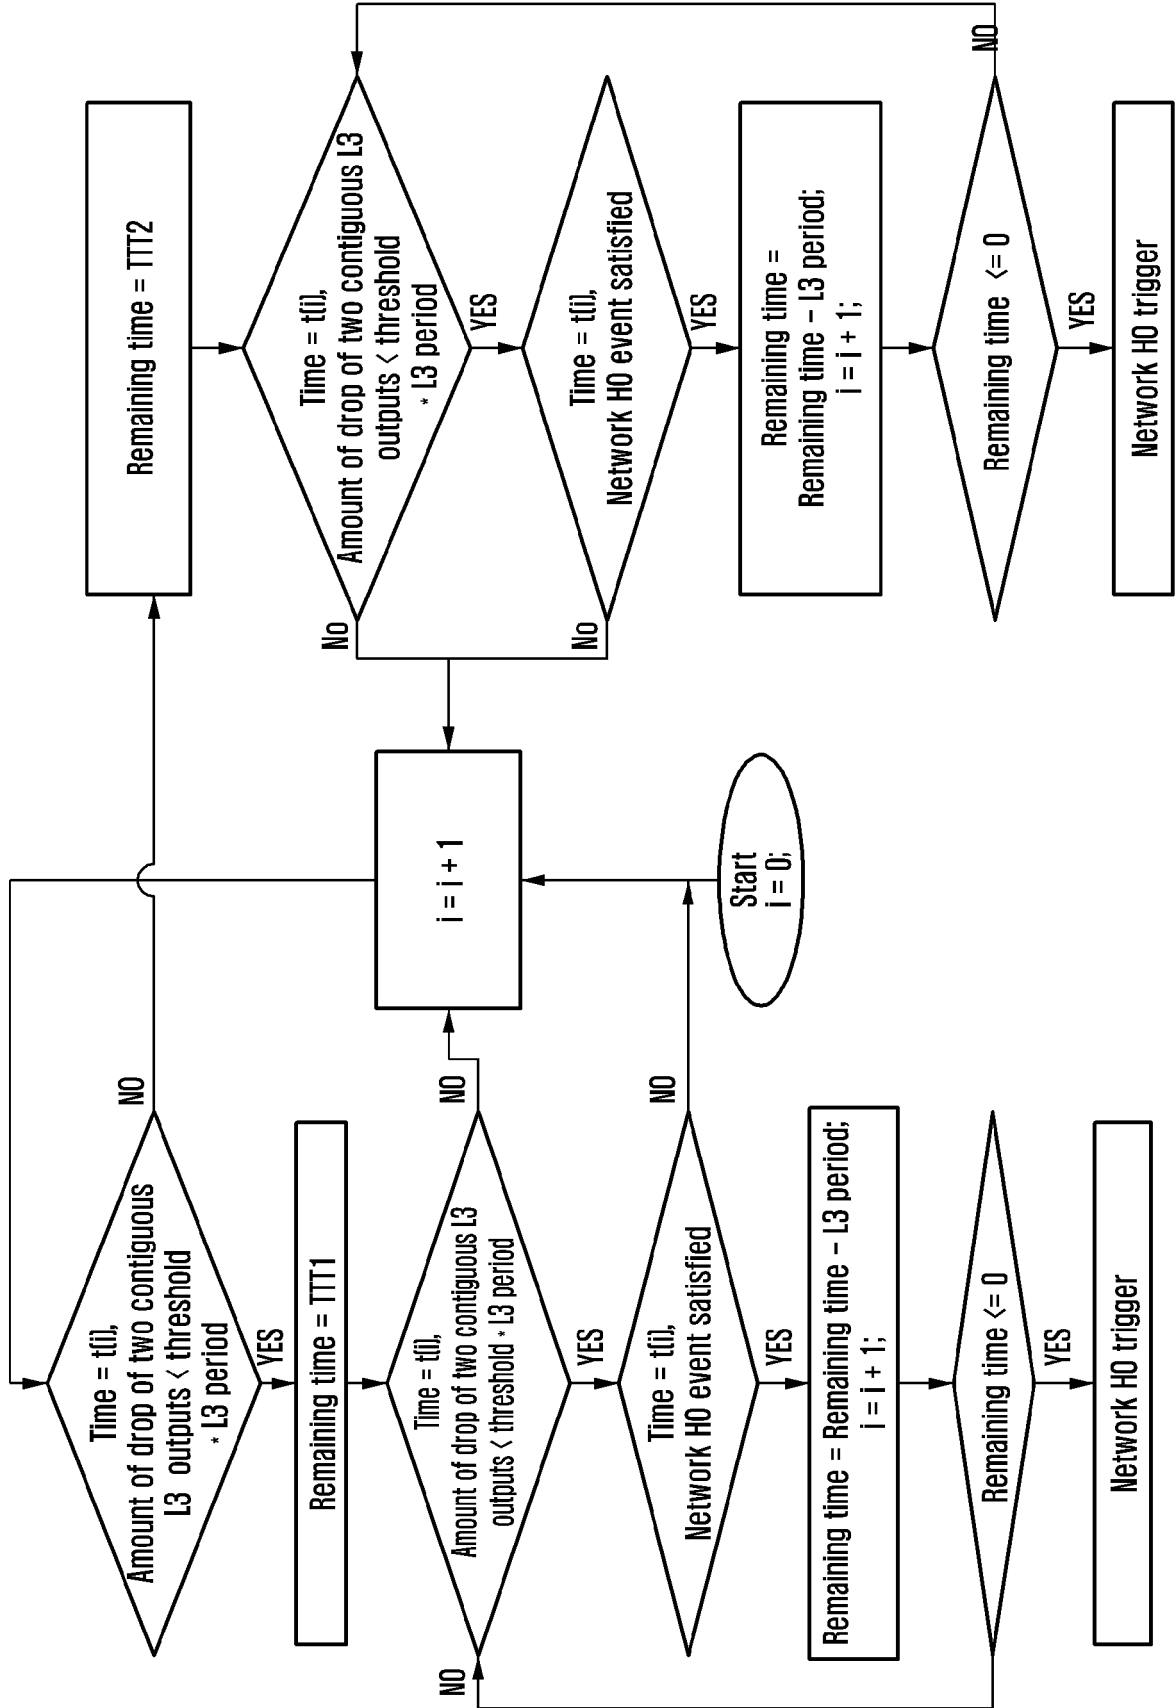 Time = t(i),
Amount of drop of two contiguous
L3 outputs < threshold
* L3 period
NO
YES
Remaining time = TTT1
Time = t(i),
Amount of drop of two contiguous L3
outputs < threshold * L3 period
NO
YES
Time = t(i),
Network HO event satisfied
NO
YES
Remaining time = Remaining time - L3 period;
i = i + 1;
Remaining time <= 0
NO
YES
Network HO trigger
i = i + 1
Start
i = 0;
Remaining time = TTT2
Time = t(i),
Amount of drop of two contiguous L3
outputs < threshold
* L3 period
NO
YES
Time = t(i),
Network HO event satisfied
NO
YES
Remaining time =
Remaining time - L3 period;
i = i + 1;
Remaining time <= 0
NO
YES
Network HO trigger